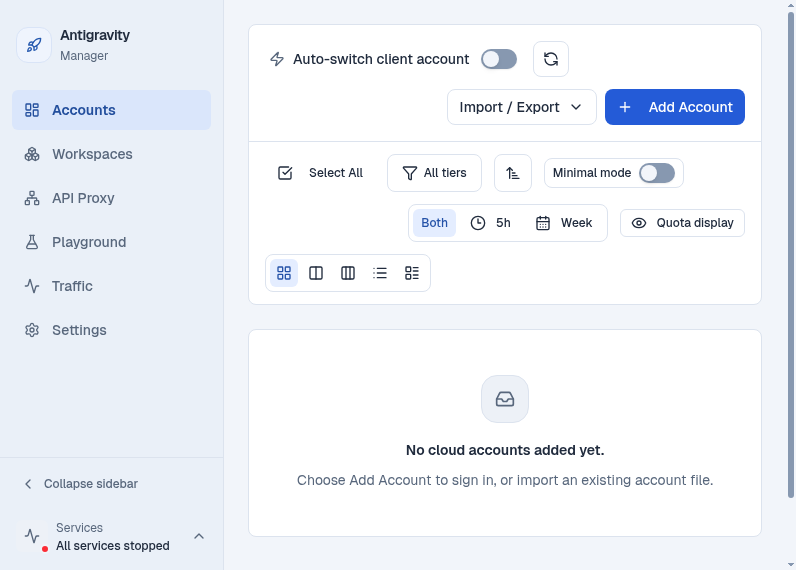 Antigravity
Manager
Accounts
Workspaces
API Proxy
Playground
Traffic
Settings
Collapse sidebar
Services
All services stopped
Auto-switch client account
Import / Export
Add Account
Select All
All tiers
Minimal mode
Both
5h
Week
Quota display
No cloud accounts added yet.
Choose Add Account to sign in, or import an existing account file.